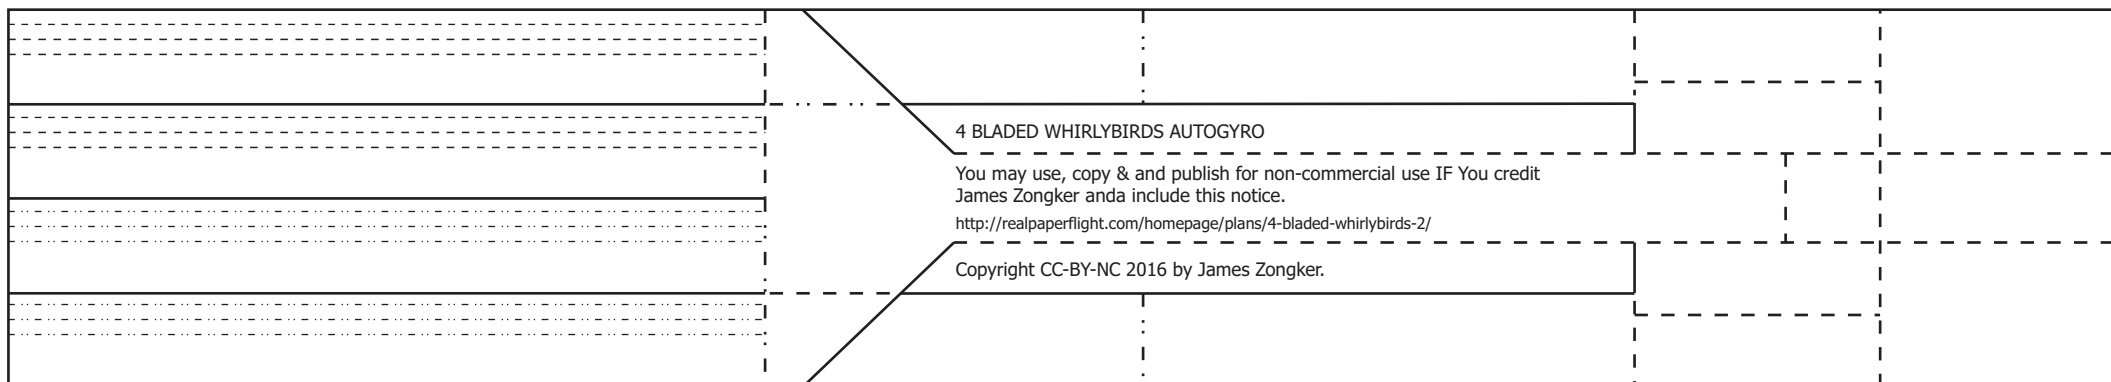 4 BLADED WHIRLYBIRDS AUTOGYRO
You may use, copy & and publish for non-commercial use IF You credit
James Zongker anda include this notice.
http://realpaperflight.com/homepage/plans/4-bladed-whirlybirds-2/
Copyright CC-BY-NC 2016 by James Zongker.